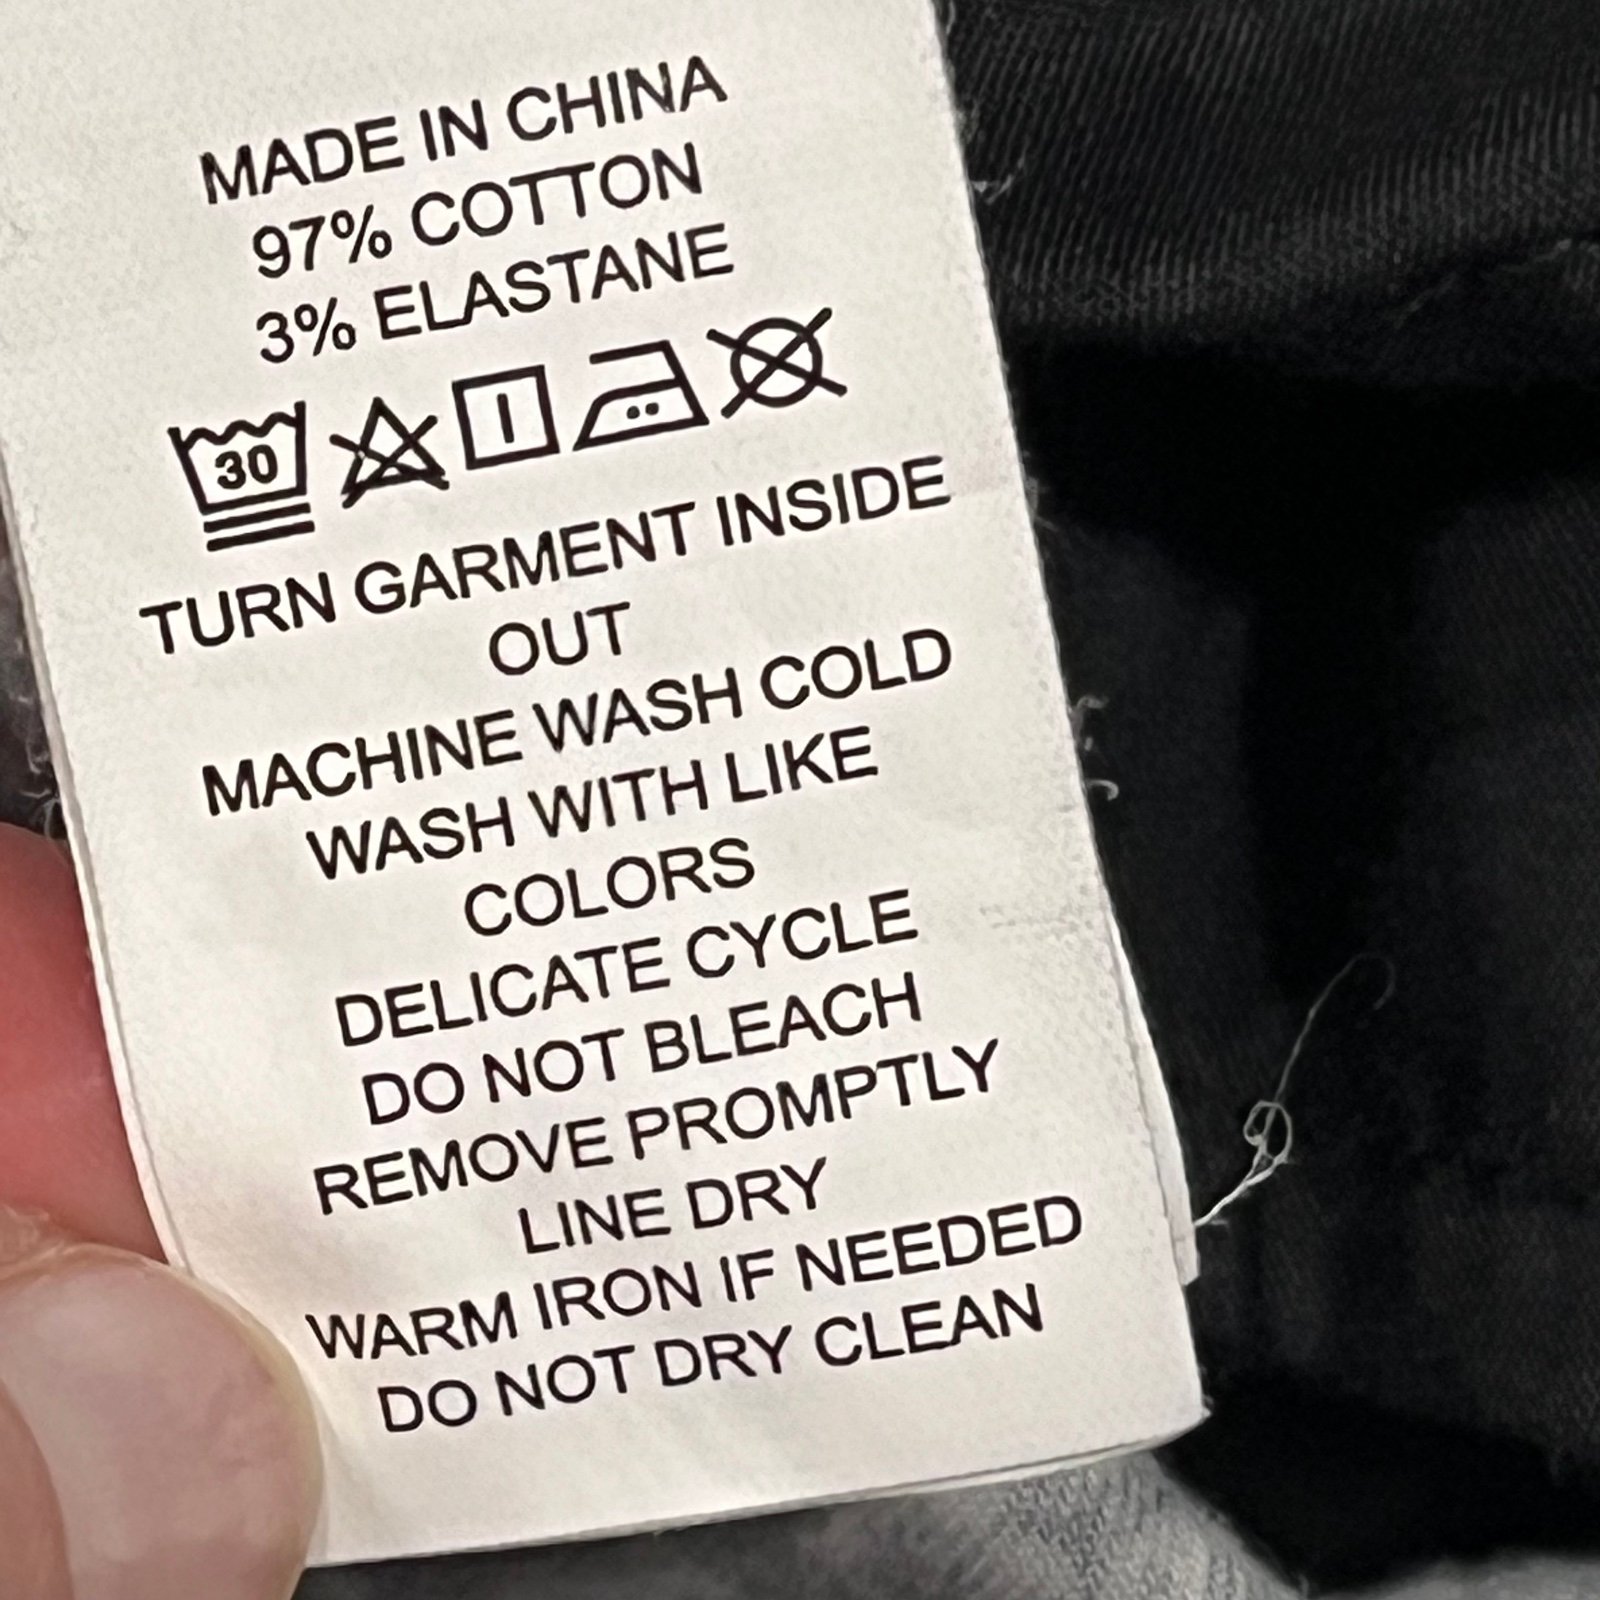 MADE IN CHINA
97% COTTON
3% ELASTANE
30
TURN GARMENT INSIDE
OUT
MACHINE WASH COLD
WASH WITH LIKE
COLORS
DELICATE CYCLE
DO NOT BLEACH
REMOVE PROMPTLY
LINE DRY
WARM IRON IF NEEDED
DO NOT DRY CLEAN